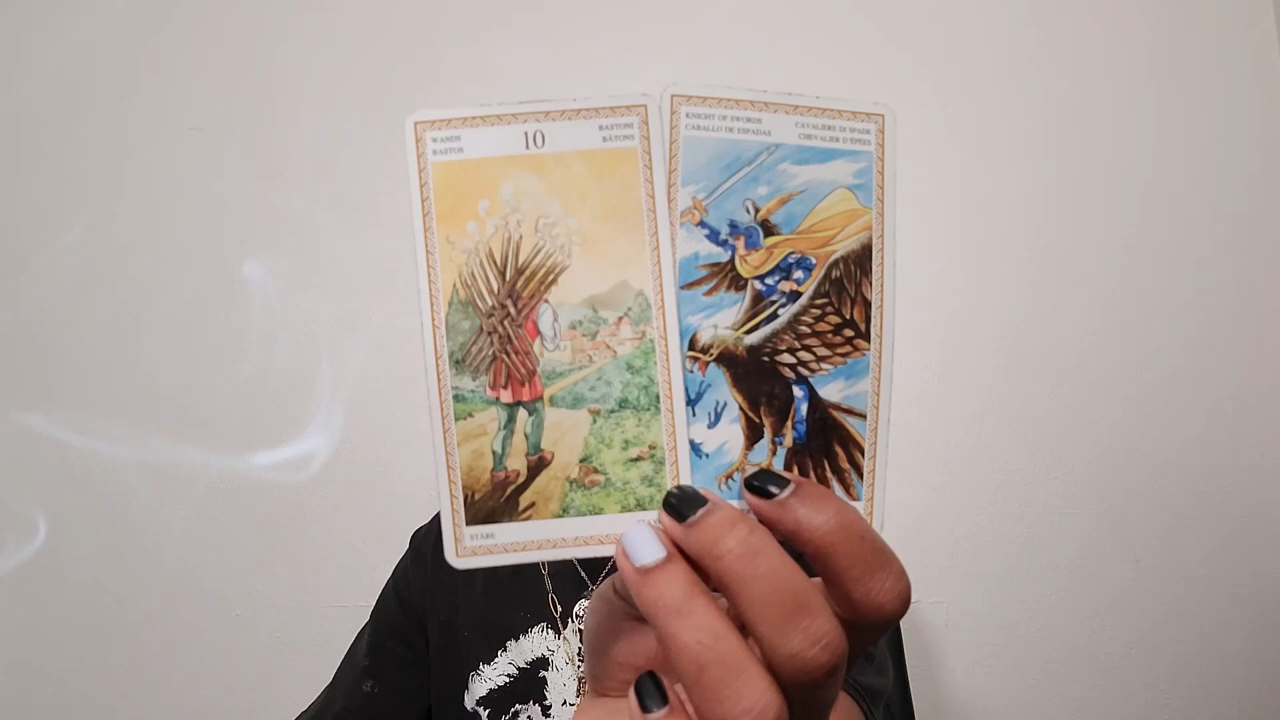 WANDS
BASTOS
10
BASTONI
BÂTONS
STÄBE
KNIGHT OF SWORDS
CABALLO DE ESPADAS
CAVALIERE DI SPADE
CHEVALIER D'ÉPÉES